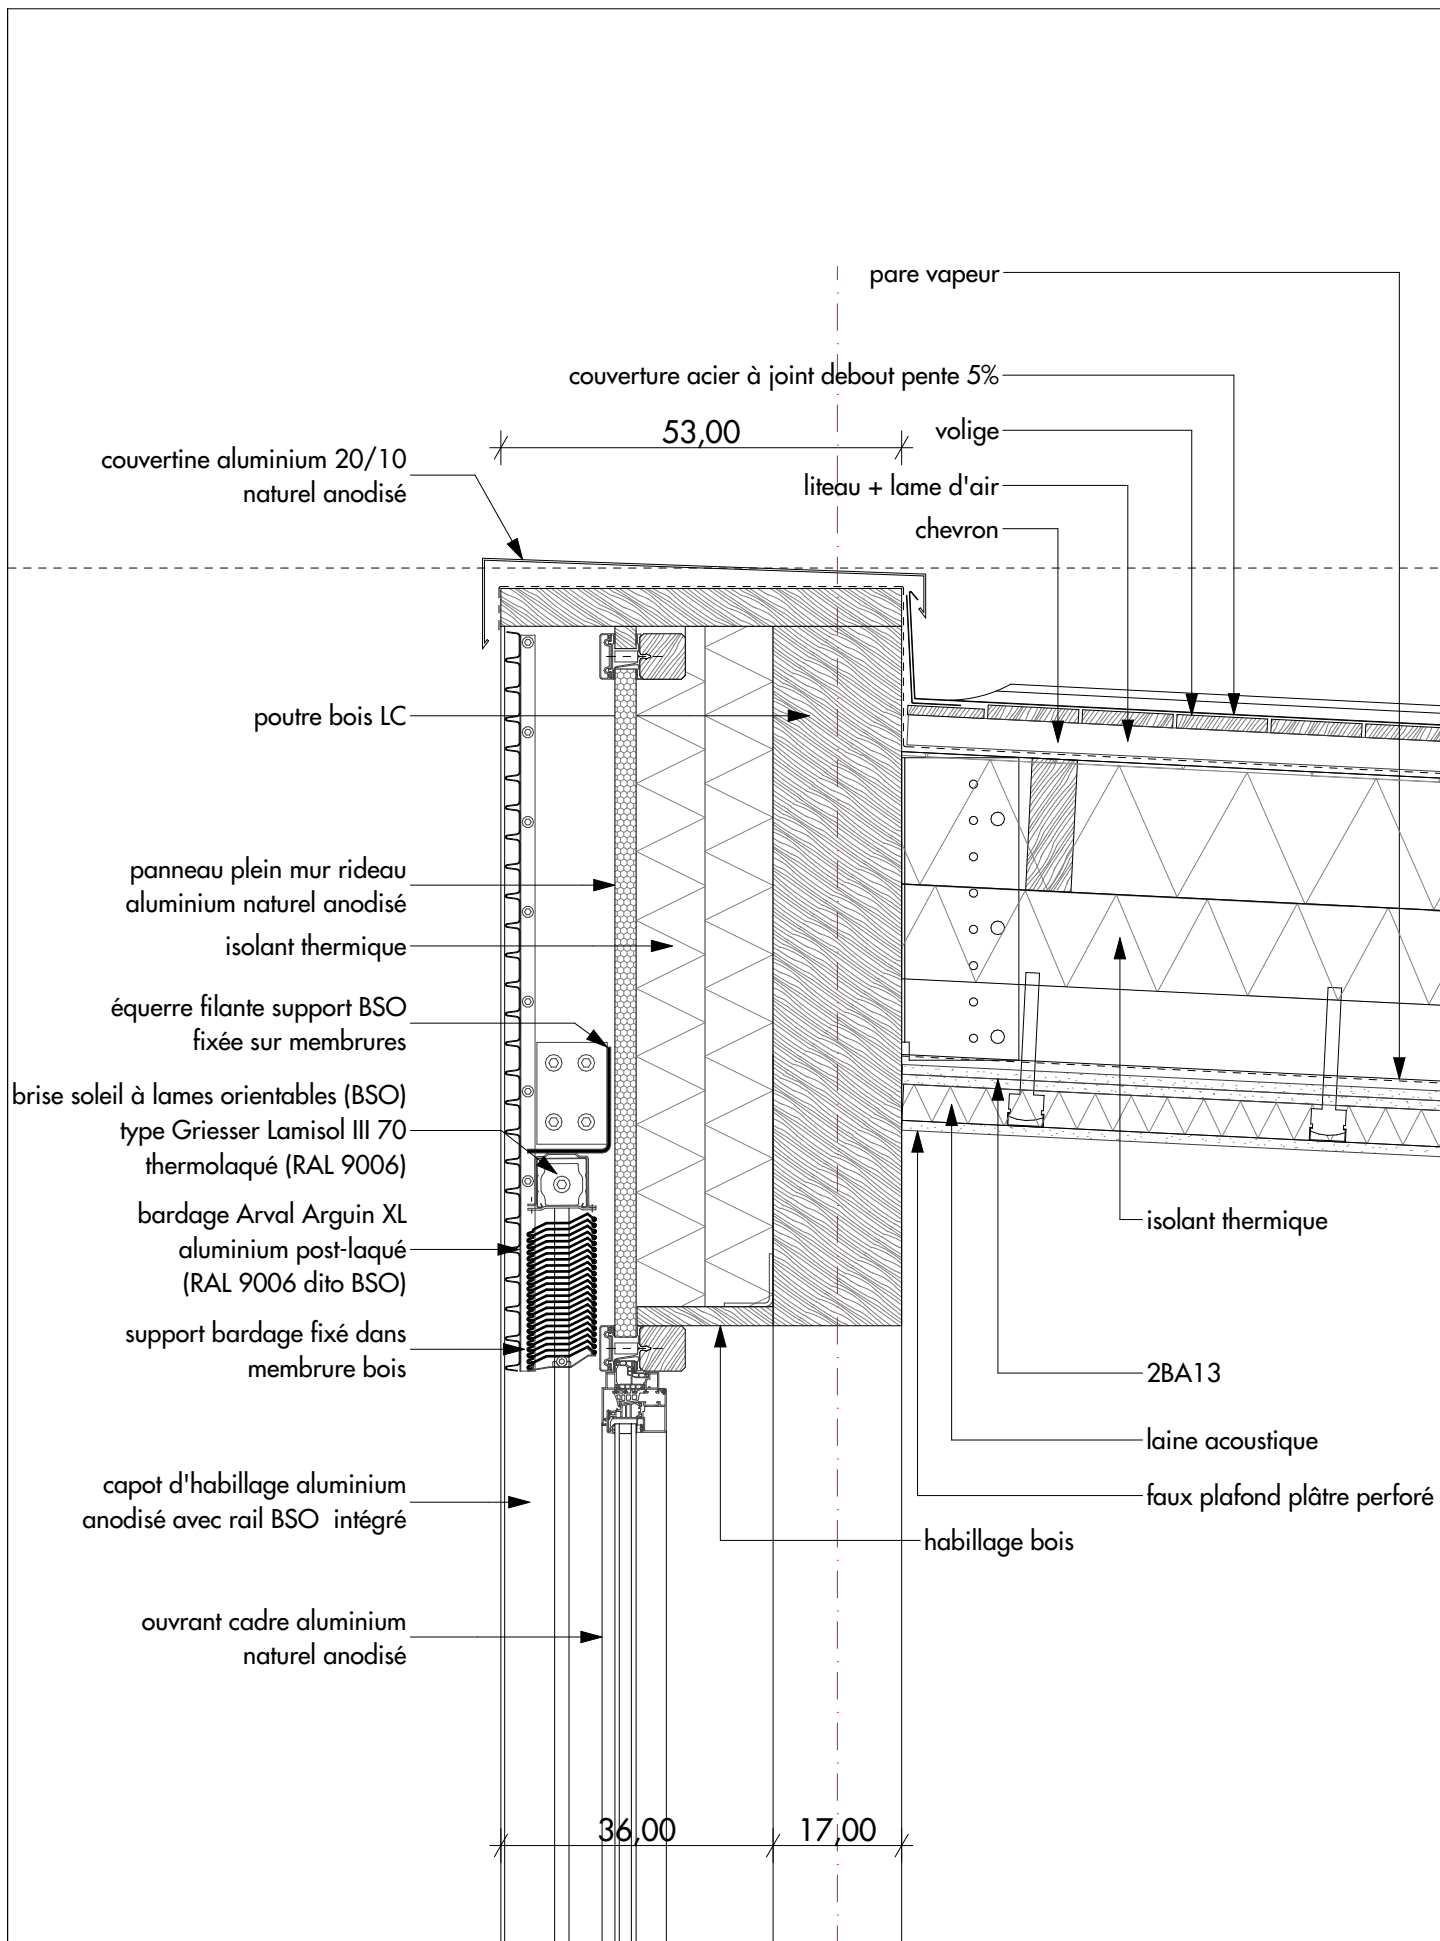 pare vapeur
couverture acier à joint debout pente 5%
53,00
volige
couvertine aluminium 20/10
naturel anodisé
liteau + lame d'air
chevron
poutre bois LC
panneau plein mur rideau
aluminium naturel anodisé
isolant thermique
équerre filante support BSO
fixée sur membrures
brise soleil à lames orientables (BSO)
type Griesser Lamisol III 70
thermolaqué (RAL 9006)
bardage Arval Arguin XL
aluminium post-laqué
(RAL 9006 dito BSO)
isolant thermique
support bardage fixé dans
membrure bois
2BA13
laine acoustique
capot d'habillage aluminium
anodisé avec rail BSO  intégré
faux plafond plâtre perforé
habillage bois
ouvrant cadre aluminium
naturel anodisé
36,00
17,00